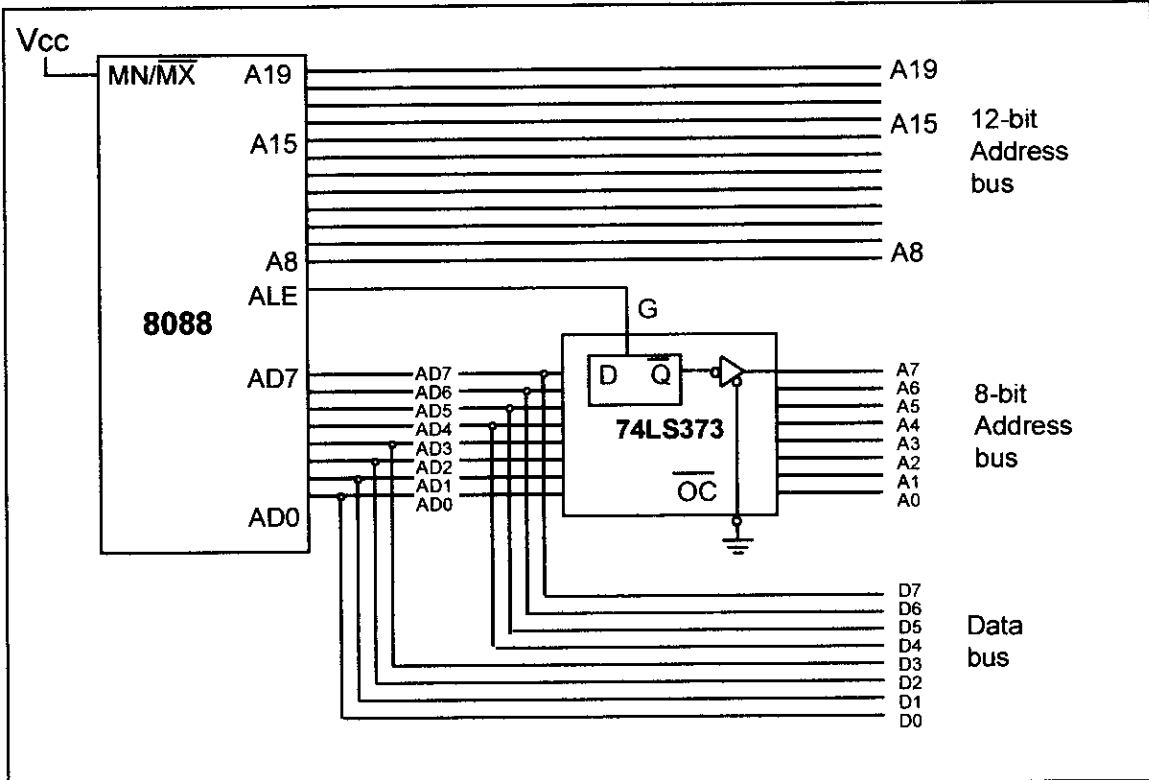 Vcc
MN/MX
A19
A15
A8
ALE
8088
AD7
AD0
A19
A15
A8
12-bit
Address
bus
G
AD7
AD6
AD5
AD4
AD3
AD2
AD1
AD0
D Q
74LS373
OC
A7
A6
A5
A4
A3
A2
A1
A0
8-bit
Address
bus
D7
D6
D5
D4
D3
D2
D1
D0
Data
bus